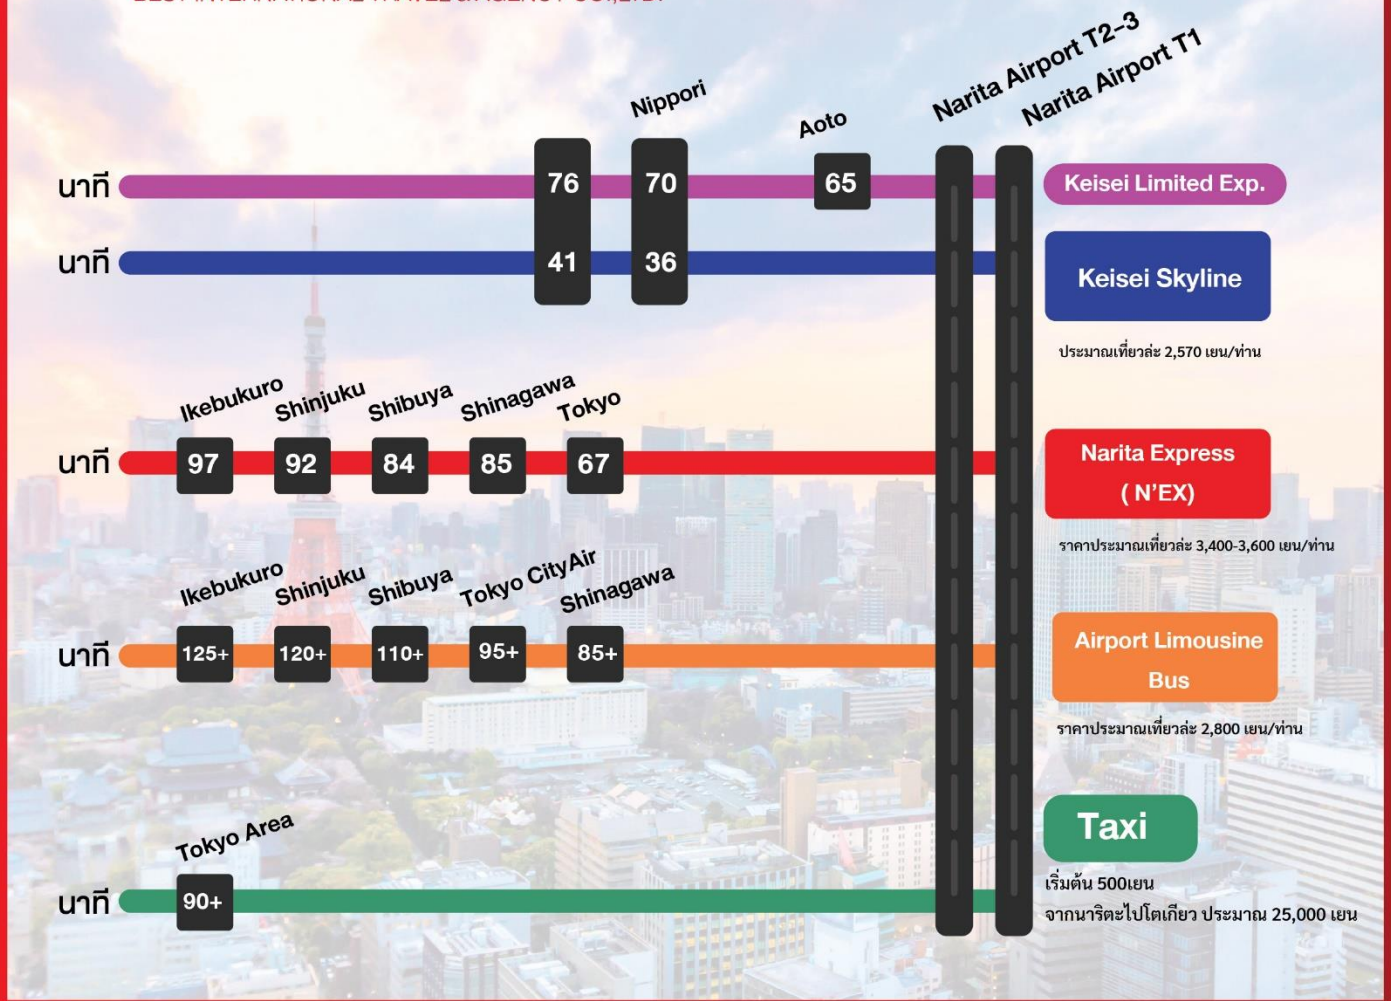 Nippori
Aoto
Narita Airport T2-3
Narita Airport T1
นาที
76
70
65
Keisei Limited Exp.
นาที
41
36
Keisei Skyline
ประมาณเที่ยวล่ะ 2,570 เยน/ท่าน
Ikebukuro
Shinjuku
Shibuya
Shinagawa
Tokyo
นาที
97
92
84
85
67
Narita Express
( N’EX)
ราคาประมาณเที่ยวล่ะ 3,400-3,600 เยน/ท่าน
Ikebukuro
Shinjuku
Shibuya
Tokyo CityAir
Shinagawa
นาที
125+
120+
110+
95+
85+
Airport Limousine
Bus
ราคาประมาณเที่ยวล่ะ 2,800 เยน/ท่าน
Tokyo Area
นาที
90+
Taxi
เริ่มต้น 500เยน
จากนาริตะไปโตเกียว ประมาณ 25,000 เยน